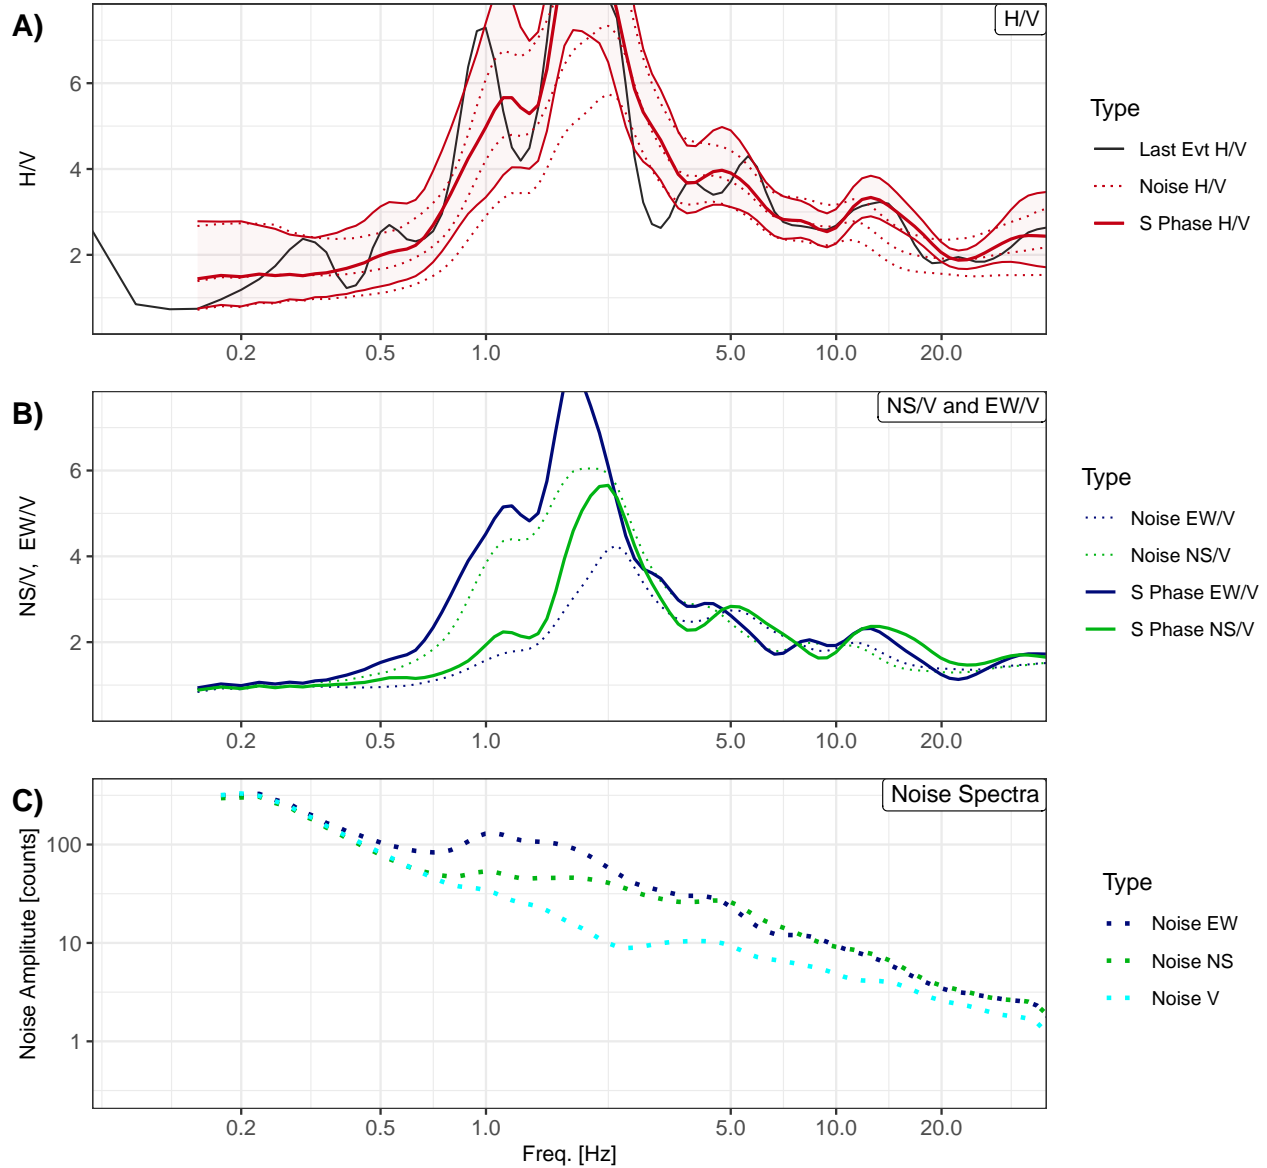 A)
H/V
6
4
2
H/V
0.2 0.5 1.0 5.0 10.0 20.0
Type
Last Evt H/V
Noise H/V
S Phase H/V
B)
NS/V and EW/V
6
4
2
NS/V, EW/V
0.2 0.5 1.0 5.0 10.0 20.0
Type
Noise EW/V
Noise NS/V
S Phase EW/V
S Phase NS/V
C)
Noise Spectra
100
10
1
Noise Amplitute [counts]
0.2 0.5 1.0 5.0 10.0 20.0
Freq. [Hz]
Type
Noise EW
Noise NS
Noise V